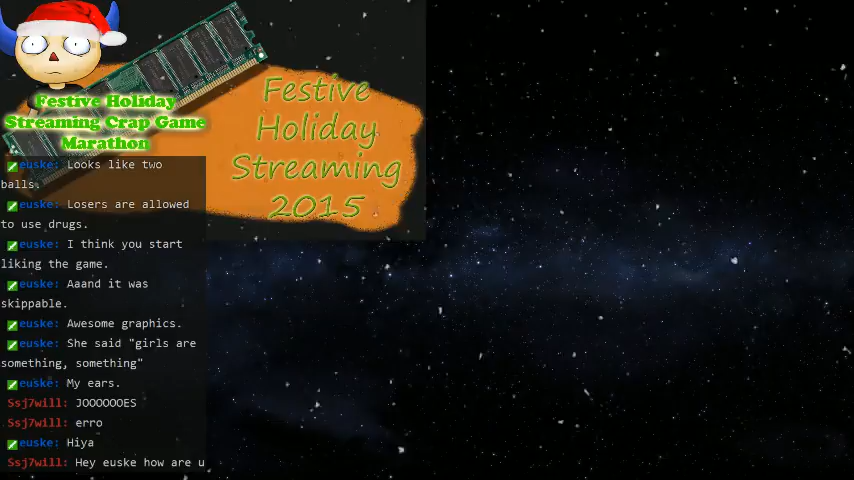 Festive Holiday
Streaming Crap Game
Marathon
Festive
Holiday
Streaming
2015
euske: Looks like two
balls.
euske: Losers are allowed
to use drugs.
euske: I think you start
liking the game.
euske: Aaand it was
skippable.
euske: Awesome graphics.
euske: She said "girls are
something, something"
euske: My ears.
Ssj7will: JOOOOOOES
Ssj7will: erro
euske: Hiya
Ssj7will: Hey euske how are u